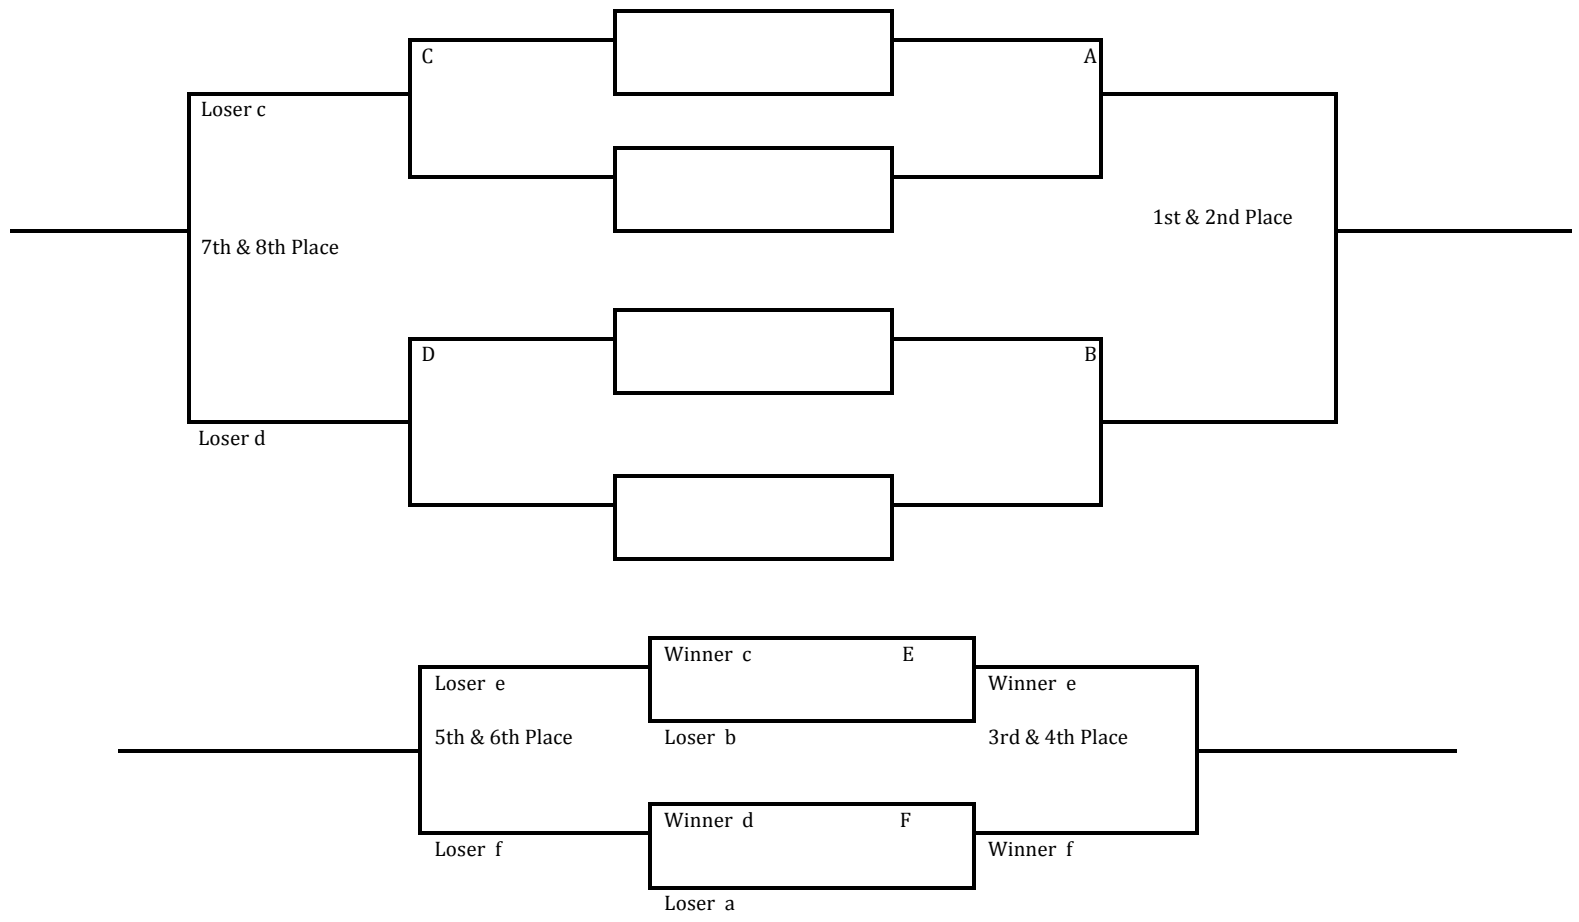 C
A
Loser c
1st & 2nd Place
7th & 8th Place
D
B
Loser d
Winner c
E
Loser e
Winner e
5th & 6th Place
Loser b
3rd & 4th Place
Winner d
F
Loser f
Winner f
Loser a